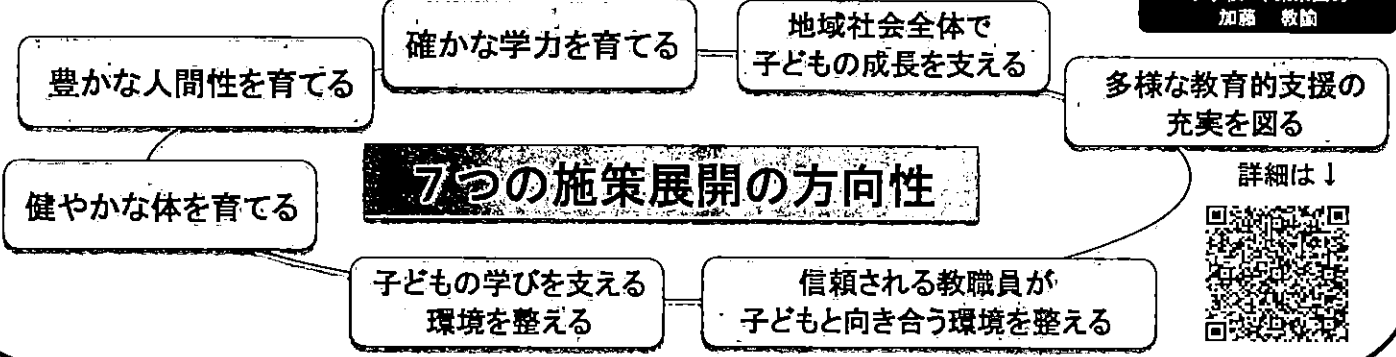 加藤 教諭
確かな学力を育てる
地域社会全体で
子どもの成長を支える
豊かな人間性を育てる
多様な教育的支援の
充実を図る
7つの施策展開の方向性
詳細は↓
健やかな体を育てる
子どもの学びを支える
環境を整える
信頼される教職員が
子どもと向き合う環境を整える